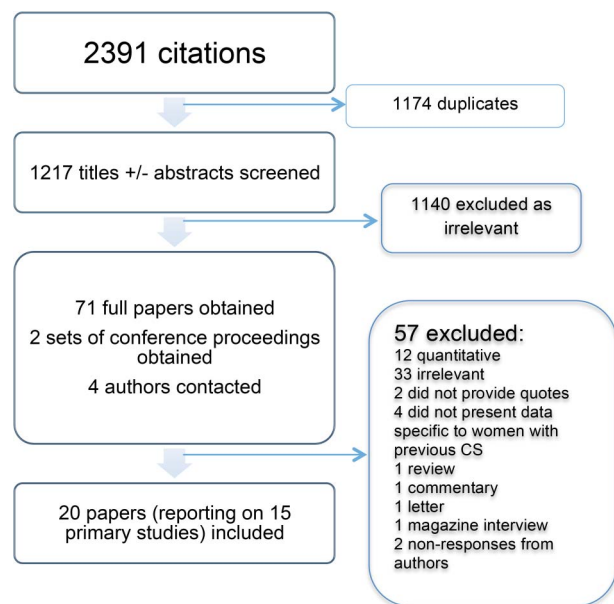 2391 citations
1174 duplicates
1217 titles +/- abstracts screened
1140 excluded as
irrelevant
71 full papers obtained
2 sets of conference proceedings
obtained
4 authors contacted
57 excluded:
12 quantitative
33 irrelevant
2 did not provide quotes
4 did not present data
specific to women with
previous CS
1 review
1 commentary
1 letter
1 magazine interview
2 non-responses from
authors
20 papers (reporting on 15
primary studies) included